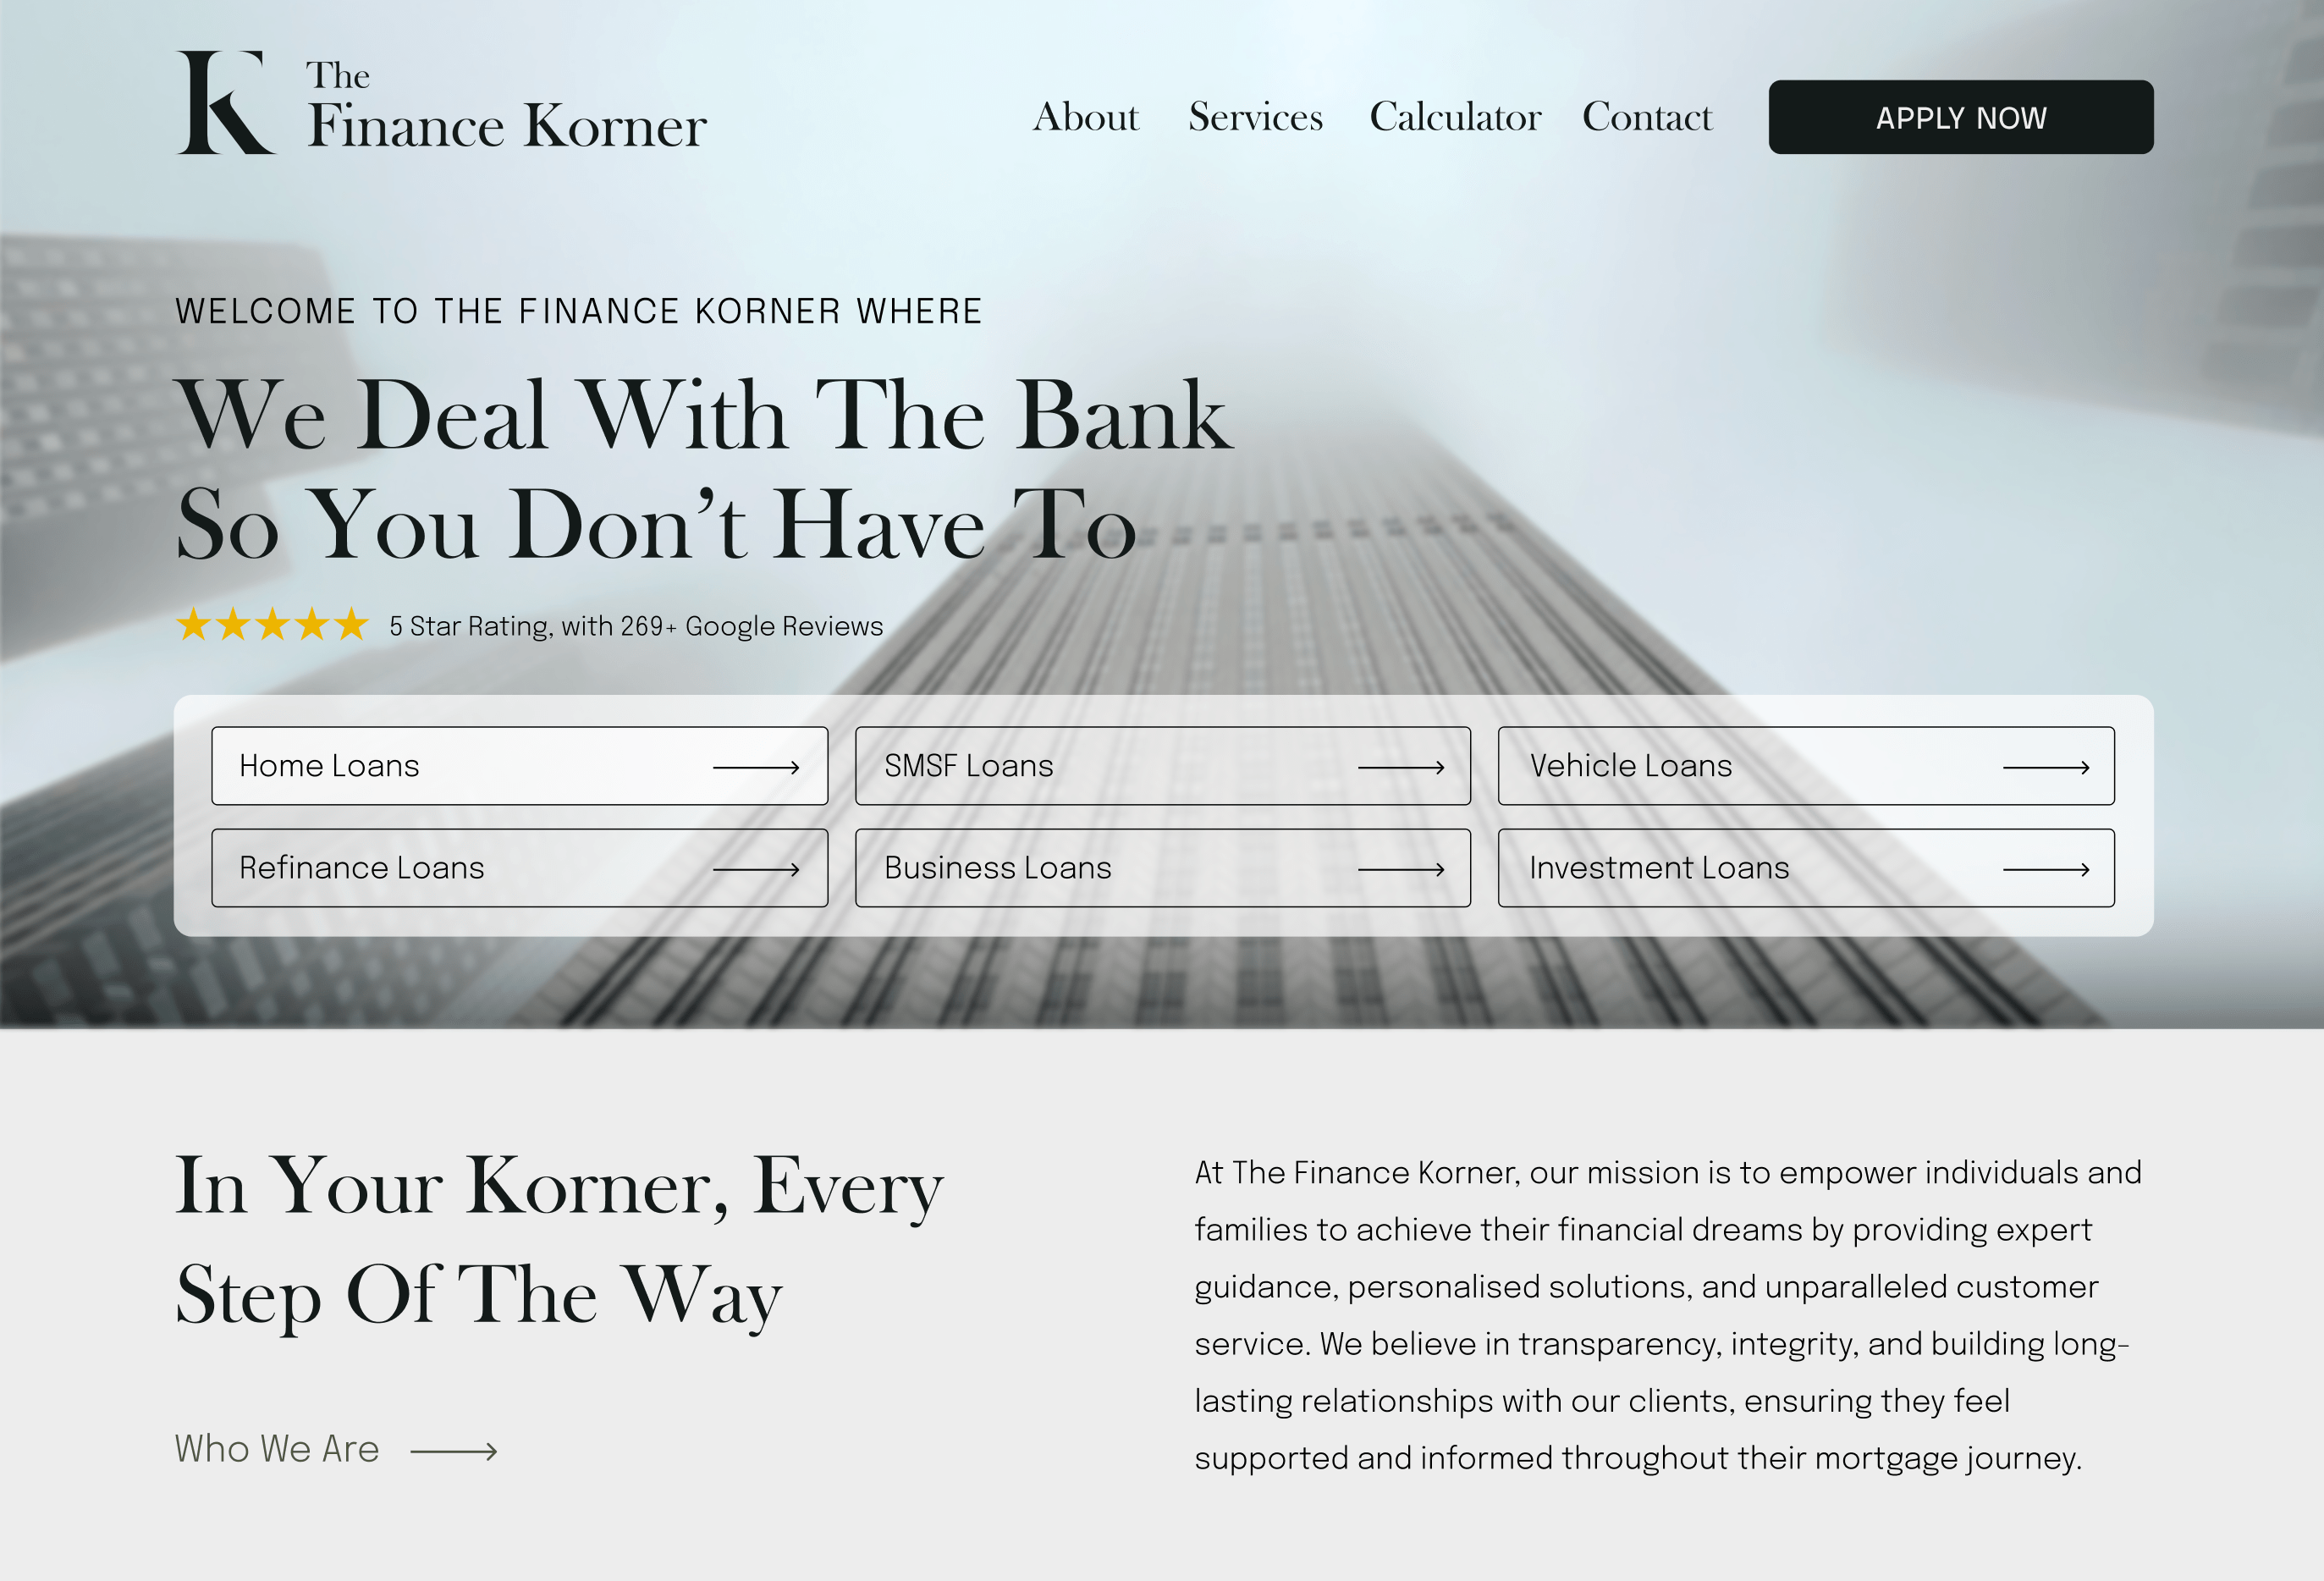 K
The
Finance Korner
About Services Calculator Contact APPLY NOW
WELCOME TO THE FINANCE KORNER WHERE
We Deal With The Bank
So You Don’t Have To
5 Star Rating, with 269+ Google Reviews
Home Loans SMSF Loans Vehicle Loans
Refinance Loans Business Loans Investment Loans
In Your Korner, Every
Step Of The Way
Who We Are
At The Finance Korner, our mission is to empower individuals and
families to achieve their financial dreams by providing expert
guidance, personalised solutions, and unparalleled customer
service. We believe in transparency, integrity, and building long-
lasting relationships with our clients, ensuring they feel
supported and informed throughout their mortgage journey.